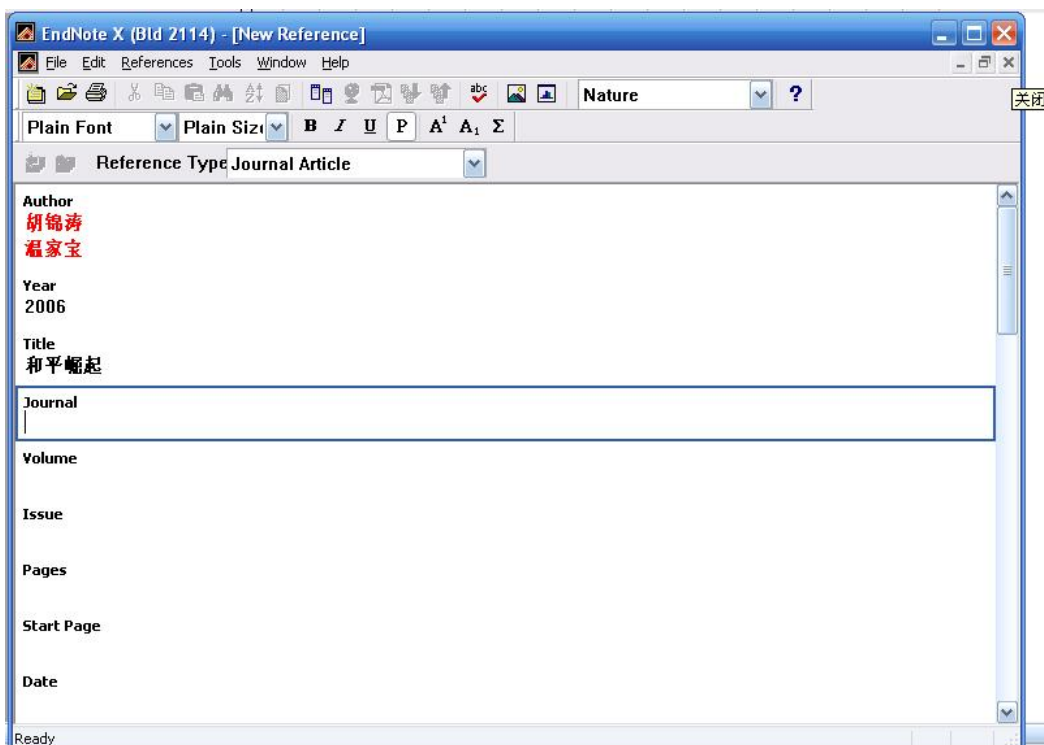 EndNote X (Bld 2114) - [New Reference]
File Edit References Tools Window Help
abc Nature ?
关闭
Plain Font Plain Siz B I U P A1 A1 Σ
Reference Type Journal Article
Author
胡锦涛
温家宝
Year
2006
Title
和平崛起
Journal
Volume
Issue
Pages
Start Page
Date
Ready